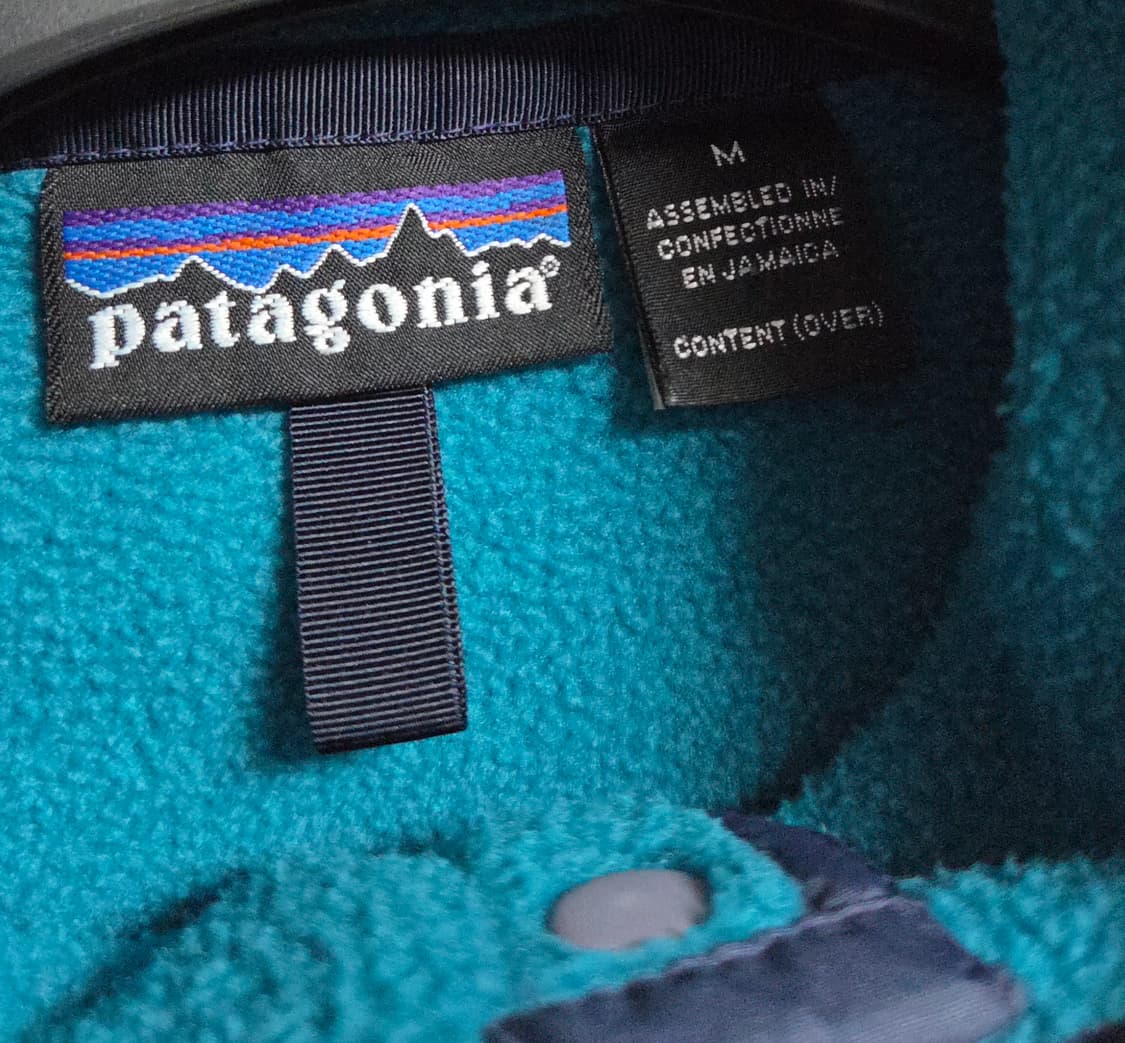 patagonia®
M
ASSEMBLED IN/
CONFECTIONNE
EN JAMAICA
CONTENT (OVER)